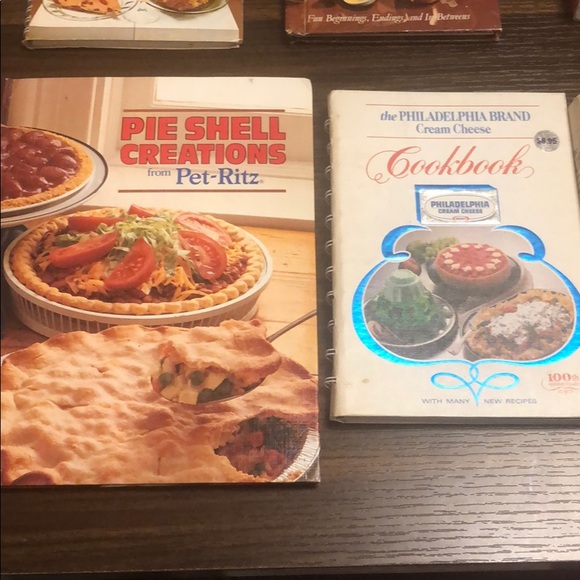 Fun Beginnings, Endings, and In-Betweens
PIE SHELL
CREATIONS
from Pet-Ritz®
the PHILADELPHIA BRAND
Cream Cheese
$8.95
Cookbook
PHILADELPHIA
CREAM CHEESE
100th
WITH MANY NEW RECIPES